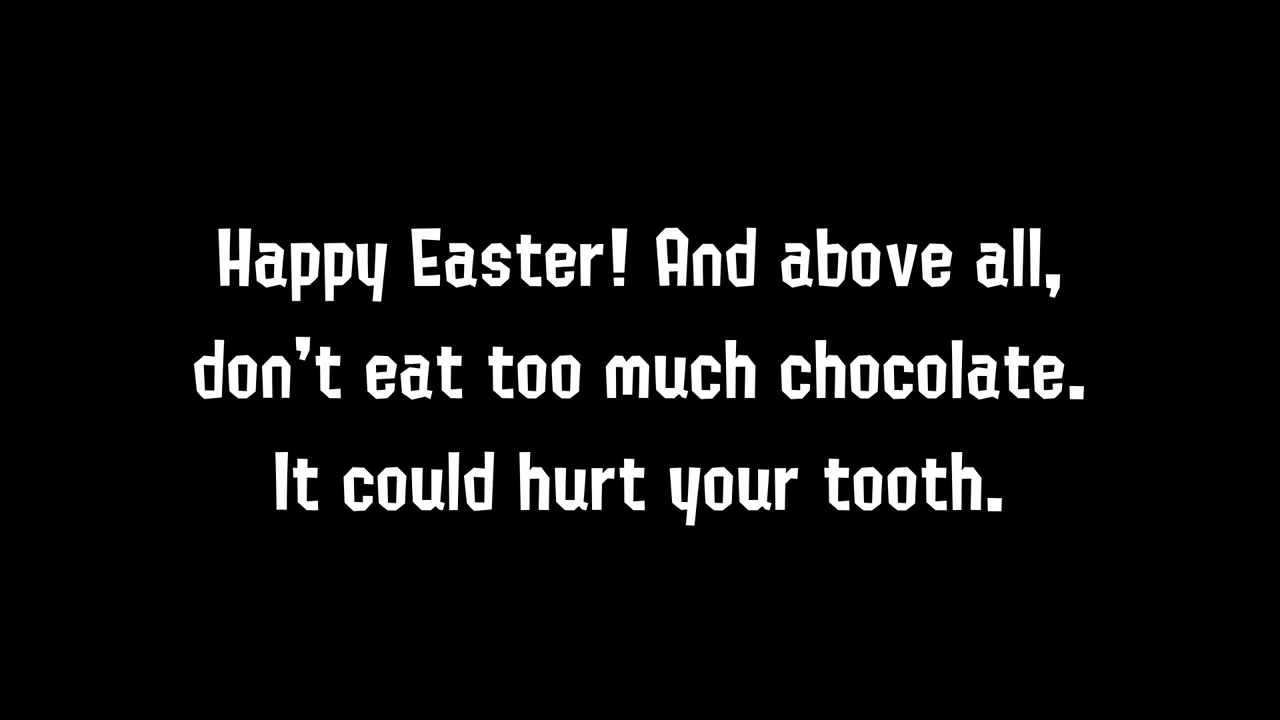 Happy Easter! And above all,
don't eat too much chocolate.
It could hurt your tooth.